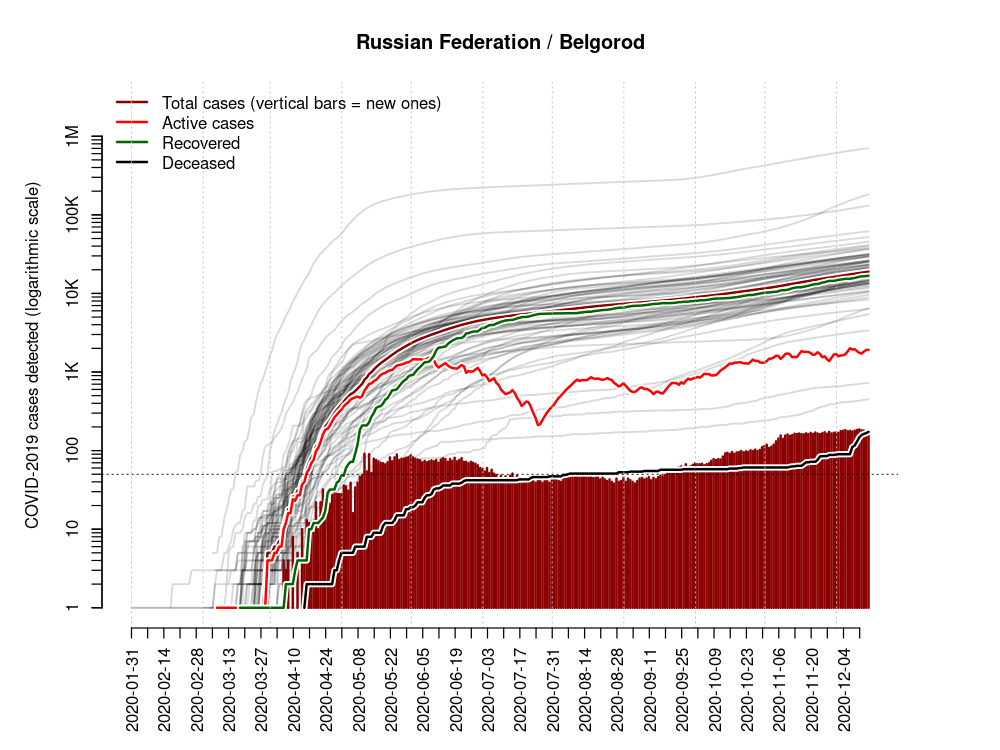 Russian Federation / Belgorod
Total cases (vertical bars = new ones)
Active cases
Recovered
Deceased
COVID-2019 cases detected (logarithmic scale)
1M
100K
10K
1K
100
10
1
2020-01-31
2020-02-14
2020-02-28
2020-03-13
2020-03-27
2020-04-10
2020-04-24
2020-05-08
2020-05-22
2020-06-05
2020-06-19
2020-07-03
2020-07-17
2020-07-31
2020-08-14
2020-08-28
2020-09-11
2020-09-25
2020-10-09
2020-10-23
2020-11-06
2020-11-20
2020-12-04